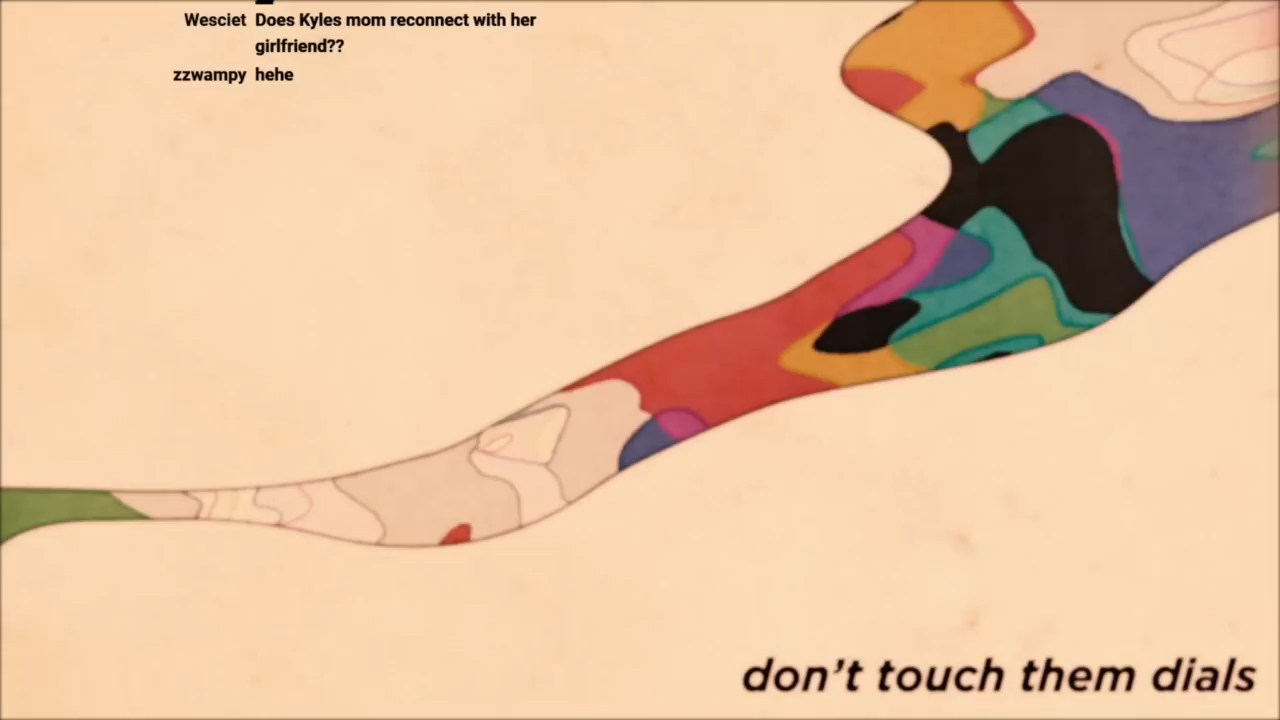 Wesciet Does Kyles mom reconnect with her
girlfriend??
zzwampy hehe
don't touch them dials